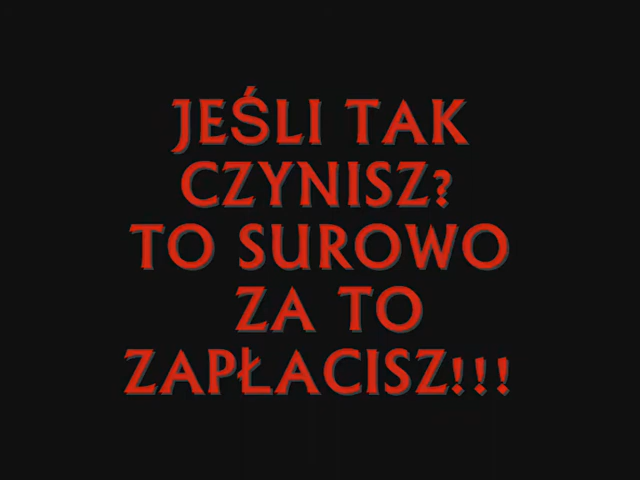 JEŚLI TAK
CZYNISZ?
TO SUROWO
ZA TO
ZAPŁACISZ!!!